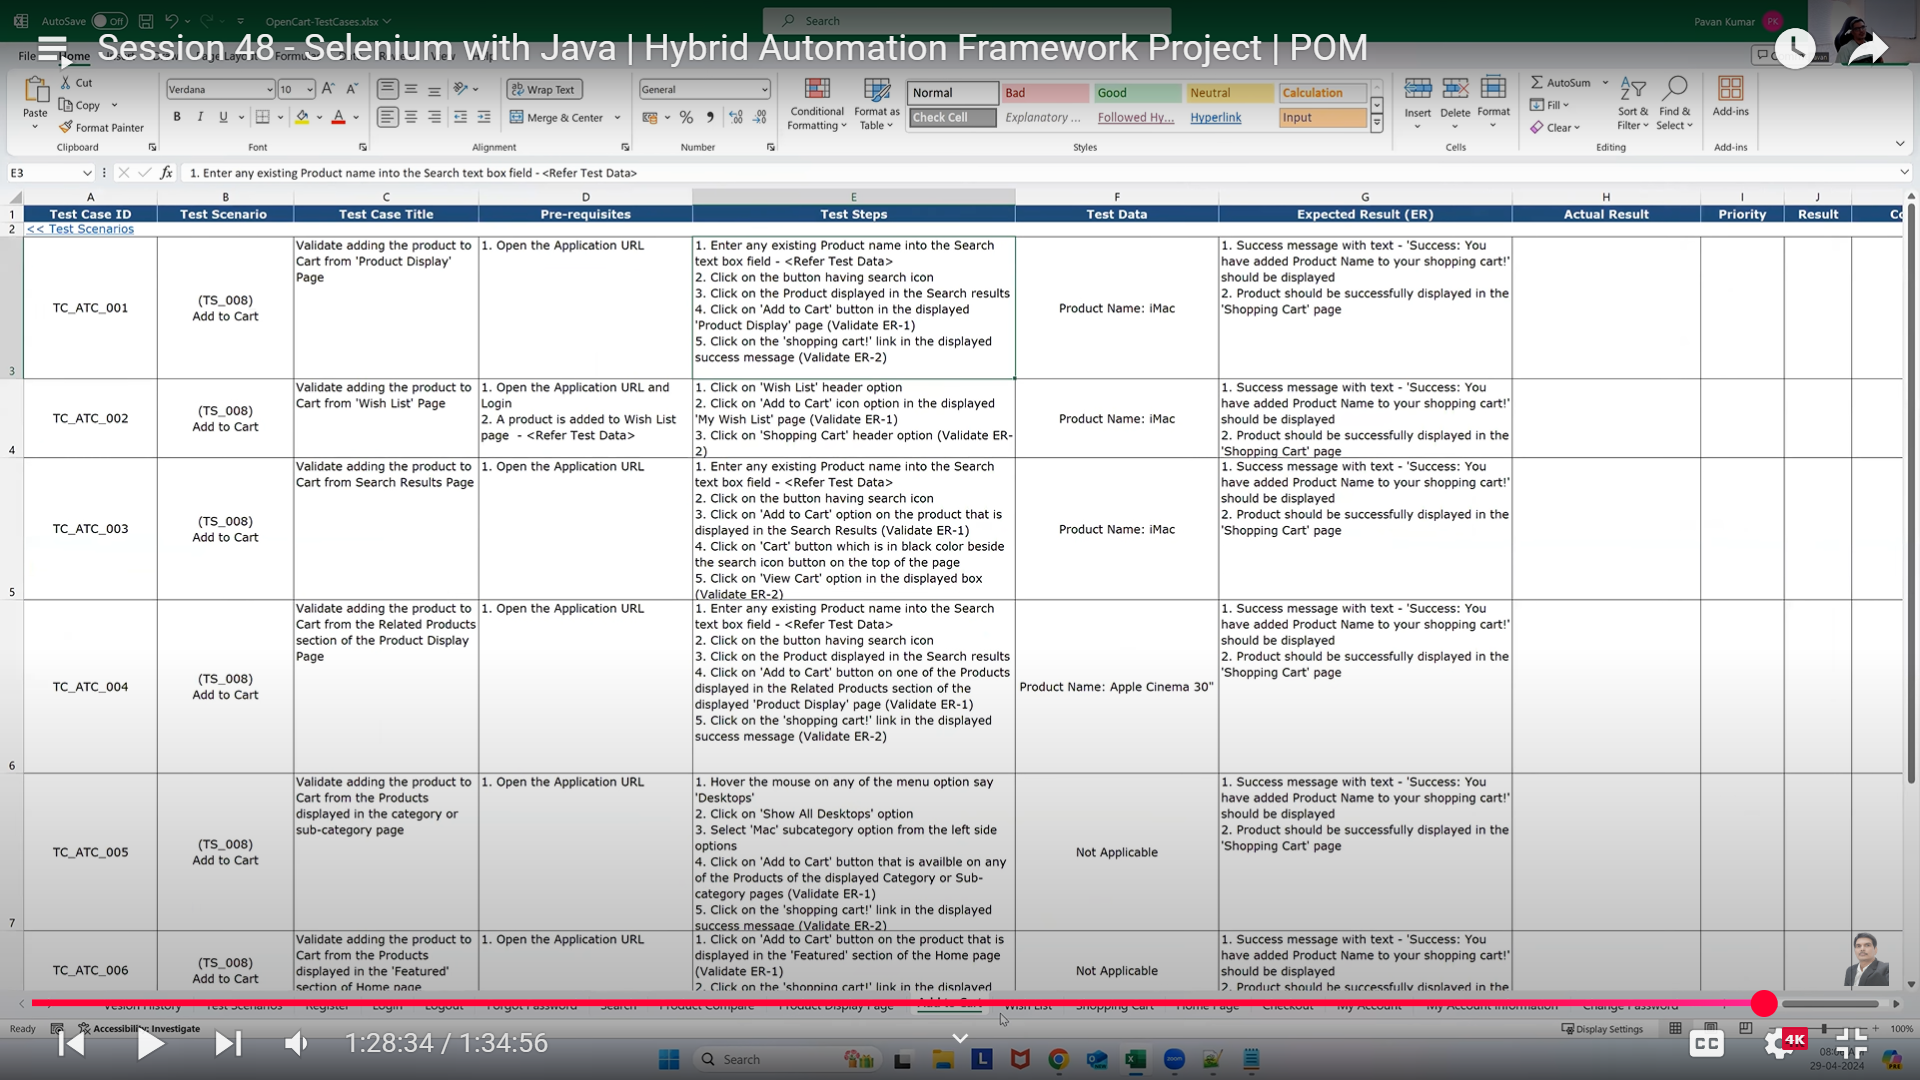 AutoSave Off OpenCart-TestCases.xlsx Search Pavan Kumar PK
Session 48 - Selenium with Java | Hybrid Automation Framework Project | POM
File Home
Paste Cut Copy Format Painter Clipboard
Verdana 10 B I U Font
Wrap Text Merge & Center Alignment
General % Number
Conditional Formatting Format as Table
Normal Bad Good Neutral Calculation
Check Cell Explanatory ... Followed Hy... Hyperlink Input
Styles
Insert Delete Format Cells
AutoSum Fill Clear Sort & Filter Find & Select Editing
Add-ins Add-ins
E3 fx 1. Enter any existing Product name into the Search text box field - <Refer Test Data>
A B C D E F G H I J
1 Test Case ID Test Scenario Test Case Title Pre-requisites Test Steps Test Data Expected Result (ER) Actual Result Priority Result Co
2 << Test Scenarios
3
TC_ATC_001
(TS_008)
Add to Cart
Validate adding the product to
Cart from 'Product Display'
Page
1. Open the Application URL
1. Enter any existing Product name into the Search
text box field - <Refer Test Data>
2. Click on the button having search icon
3. Click on the Product displayed in the Search results
4. Click on 'Add to Cart' button in the displayed
'Product Display' page (Validate ER-1)
5. Click on the 'shopping cart!' link in the displayed
success message (Validate ER-2)
Product Name: iMac
1. Success message with text - 'Success: You
have added Product Name to your shopping cart!'
should be displayed
2. Product should be successfully displayed in the
'Shopping Cart' page
4
TC_ATC_002
(TS_008)
Add to Cart
Validate adding the product to
Cart from 'Wish List' Page
1. Open the Application URL and
Login
2. A product is added to Wish List
page - <Refer Test Data>
1. Click on 'Wish List' header option
2. Click on 'Add to Cart' icon option in the displayed
'My Wish List' page (Validate ER-1)
3. Click on 'Shopping Cart' header option (Validate ER-
2)
Product Name: iMac
1. Success message with text - 'Success: You
have added Product Name to your shopping cart!'
should be displayed
2. Product should be successfully displayed in the
'Shopping Cart' page
5
TC_ATC_003
(TS_008)
Add to Cart
Validate adding the product to
Cart from Search Results Page
1. Open the Application URL
1. Enter any existing Product name into the Search
text box field - <Refer Test Data>
2. Click on the button having search icon
3. Click on 'Add to Cart' option on the product that is
displayed in the Search Results (Validate ER-1)
4. Click on 'Cart' button which is in black color beside
the search icon button on the top of the page
5. Click on 'View Cart' option in the displayed box
(Validate ER-2)
Product Name: iMac
1. Success message with text - 'Success: You
have added Product Name to your shopping cart!'
should be displayed
2. Product should be successfully displayed in the
'Shopping Cart' page
6
TC_ATC_004
(TS_008)
Add to Cart
Validate adding the product to
Cart from the Related Products
section of the Product Display
Page
1. Open the Application URL
1. Enter any existing Product name into the Search
text box field - <Refer Test Data>
2. Click on the button having search icon
3. Click on the Product displayed in the Search results
4. Click on 'Add to Cart' button on one of the Products
displayed in the Related Products section of the
displayed 'Product Display' page (Validate ER-1)
5. Click on the 'shopping cart!' link in the displayed
success message (Validate ER-2)
Product Name: Apple Cinema 30"
1. Success message with text - 'Success: You
have added Product Name to your shopping cart!'
should be displayed
2. Product should be successfully displayed in the
'Shopping Cart' page
7
TC_ATC_005
(TS_008)
Add to Cart
Validate adding the product to
Cart from the Products
displayed in the category or
sub-category page
1. Open the Application URL
1. Hover the mouse on any of the menu option say
'Desktops'
2. Click on 'Show All Desktops' option
3. Select 'Mac' subcategory option from the left side
options
4. Click on 'Add to Cart' button that is availble on any
of the Products of the displayed Category or Sub-
category pages (Validate ER-1)
5. Click on the 'shopping cart!' link in the displayed
success message (Validate ER-2)
Not Applicable
1. Success message with text - 'Success: You
have added Product Name to your shopping cart!'
should be displayed
2. Product should be successfully displayed in the
'Shopping Cart' page
TC_ATC_006
(TS_008)
Add to Cart
Validate adding the product to
Cart from the Products
displayed in the 'Featured'
section of Home page
1. Open the Application URL
1. Click on 'Add to Cart' button on the product that is
displayed in the 'Featured' section of the Home page
(Validate ER-1)
2. Click on the 'shopping cart!' link in the displayed
Not Applicable
1. Success message with text - 'Success: You
have added Product Name to your shopping cart!'
should be displayed
2. Product should be successfully displayed in the
Version History Test Scenarios Register Login Logout Forgot Password Search Product Compare Product Display Page Add to Cart Wish List Shopping Cart Home Page Checkout My Account My Account Information Change Password
Ready Accessibility: Investigate Display Settings 100%
1:28:34 / 1:34:56 CC 4K
Search
29-04-2024